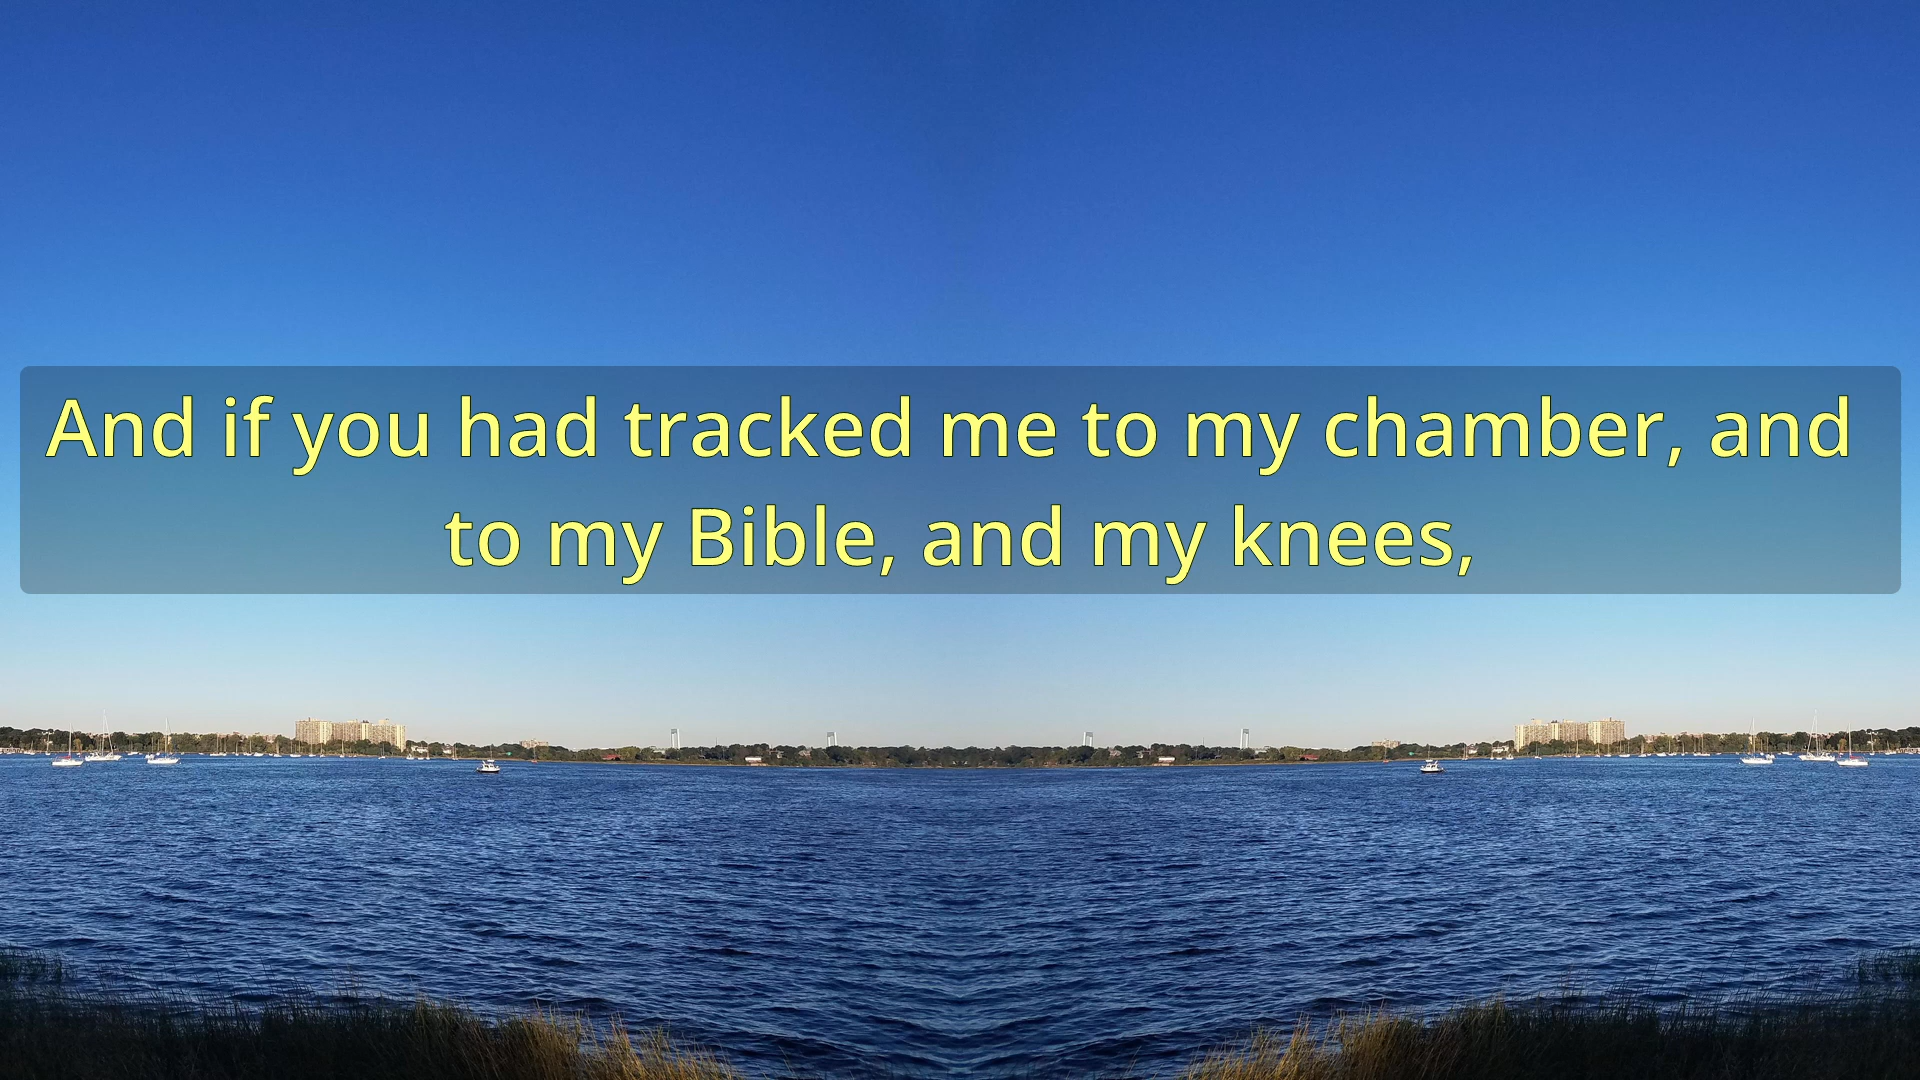 And if you had tracked me to my chamber, and
to my Bible, and my knees,